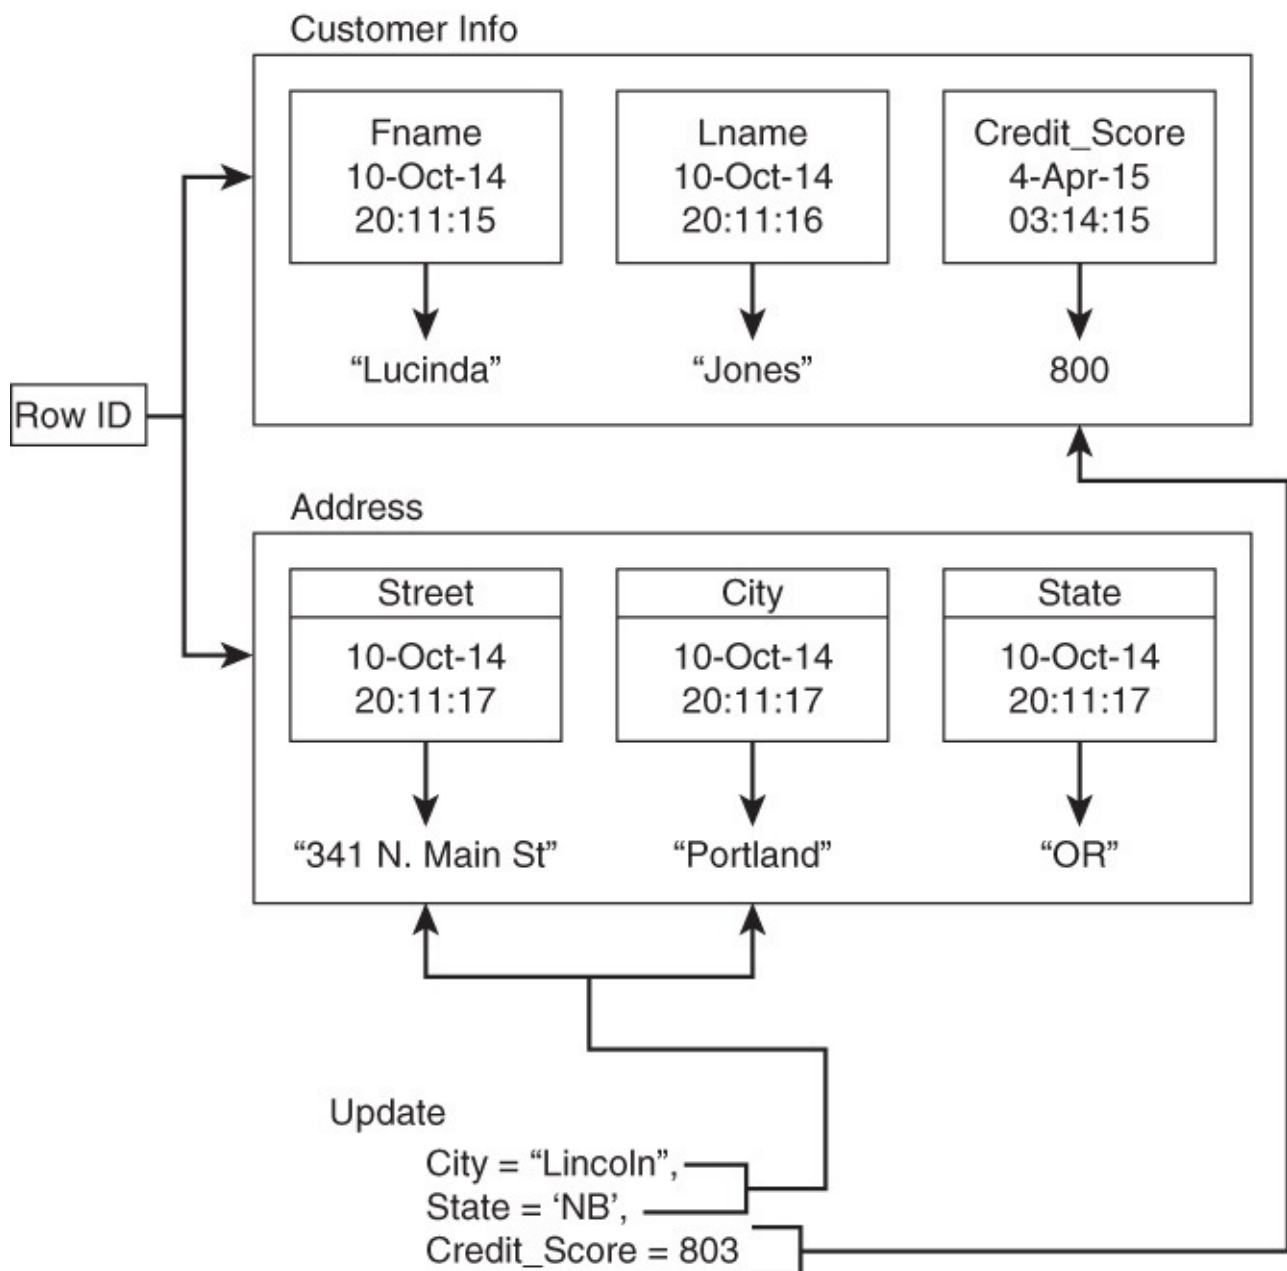 Customer Info
Fname
10-Oct-14
20:11:15
Lname
10-Oct-14
20:11:16
Credit_Score
4-Apr-15
03:14:15
“Lucinda”
“Jones”
800
Row ID
Address
Street
10-Oct-14
20:11:17
City
10-Oct-14
20:11:17
State
10-Oct-14
20:11:17
“341 N. Main St”
“Portland”
“OR”
Update
City = “Lincoln”,
State = ‘NB’,
Credit_Score = 803